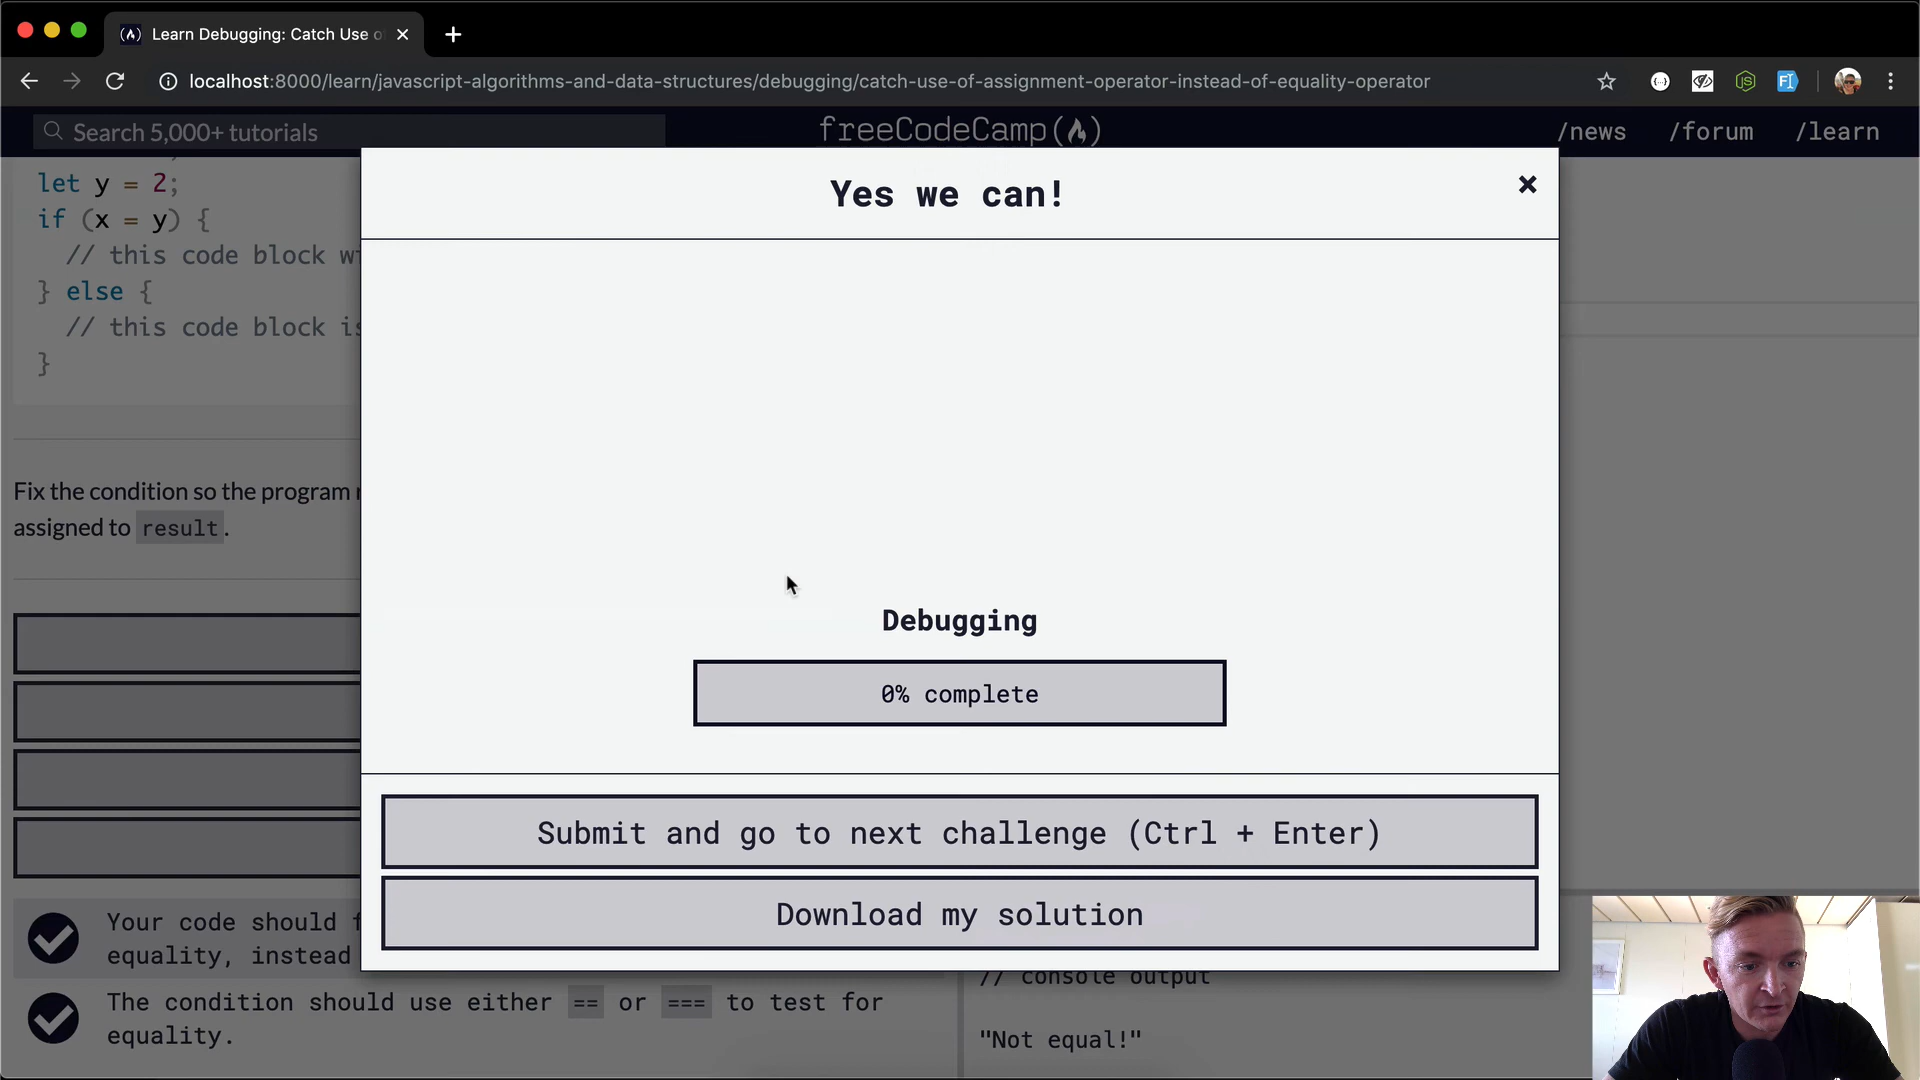 Learn Debugging: Catch Use o
localhost:8000/learn/javascript-algorithms-and-data-structures/debugging/catch-use-of-assignment-operator-instead-of-equality-operator
Search 5,000+ tutorials
freeCodeCamp
/news /forum /learn
let y = 2;
if (x = y) {
// this code block w
} else {
// this code block is
}
Fix the condition so the program
assigned to result.
Yes we can!
Debugging
0% complete
Submit and go to next challenge (Ctrl + Enter)
Download my solution
Your code should f
equality, instead
The condition should use either == or === to test for
equality.
// console output
"Not equal!"